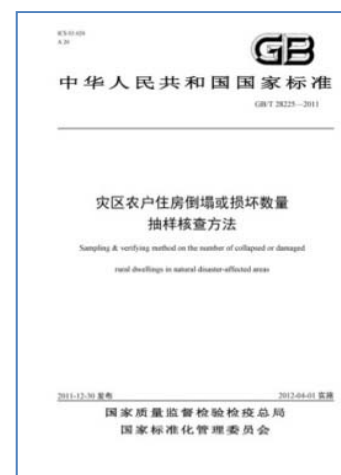 ICS 03.020
A 20
GB
中华人民共和国国家标准
GB/T 28225—2011
灾区农户住房倒塌或损坏数量
抽样核查方法
Sampling & verifying method on the number of collapsed or damaged
rural dwellings in natural disaster-affected areas
2011-12-30 发布 2012-04-01 实施
国家质量监督检验检疫总局
国家标准化管理委员会